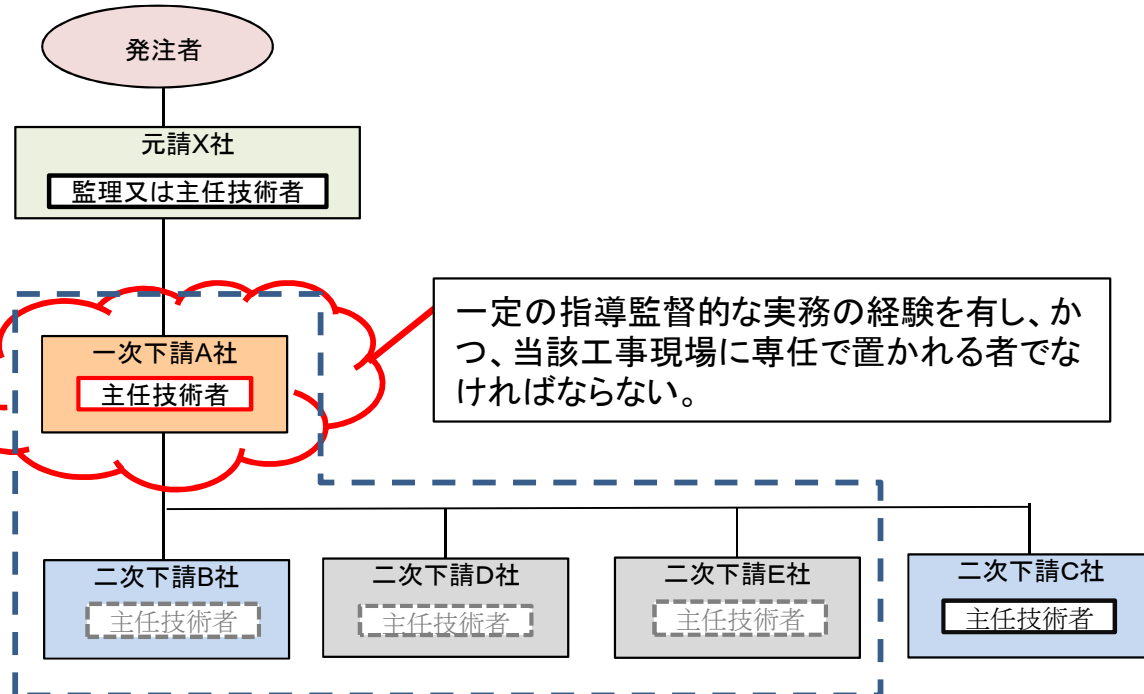 発注者
元請X社
監理又は主任技術者
一定の指導監督的な実務の経験を有し、か
つ、当該工事現場に専任で置かれる者でな
ければならない。
一次下請A社
主任技術者
二次下請B社
主任技術者
二次下請D社
主任技術者
二次下請E社
主任技術者
二次下請C社
主任技術者